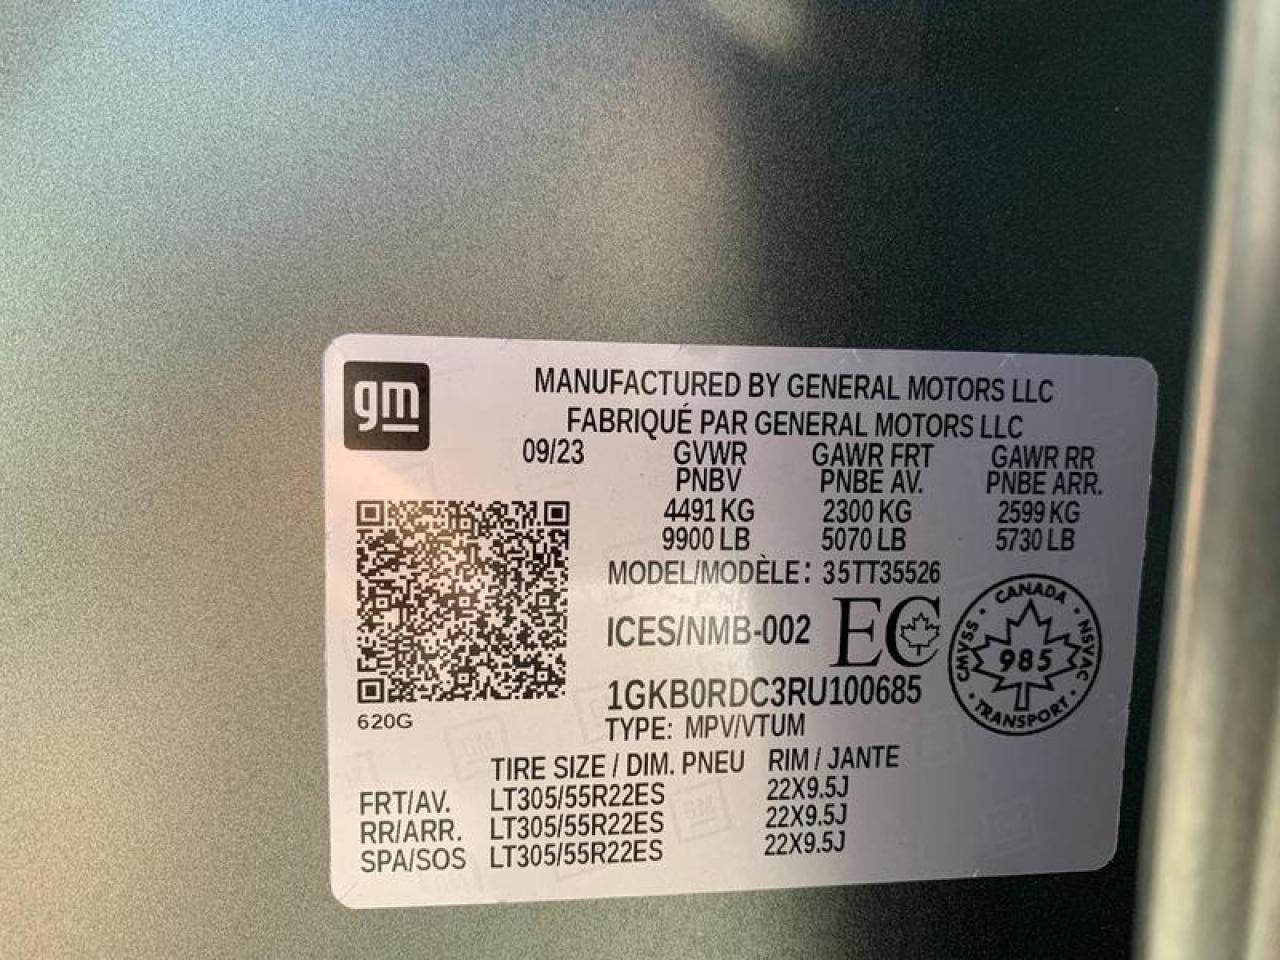 gm
MANUFACTURED BY GENERAL MOTORS LLC
FABRIQUÉ PAR GENERAL MOTORS LLC
09/23 GVWR GAWR FRT GAWR RR
PNBV PNBE AV. PNBE ARR.
4491 KG 2300 KG 2599 KG
9900 LB 5070 LB 5730 LB
MODEL/MODÈLE: 35TT35526
ICES/NMB-002 EC
CANADA
CMVSS 985 NSVAC
TRANSPORT
1GKB0RDC3RU100685
620G
TYPE: MPV/VTUM
TIRE SIZE / DIM. PNEU RIM / JANTE
FRT/AV. LT305/55R22ES 22X9.5J
RR/ARR. LT305/55R22ES 22X9.5J
SPA/SOS LT305/55R22ES 22X9.5J